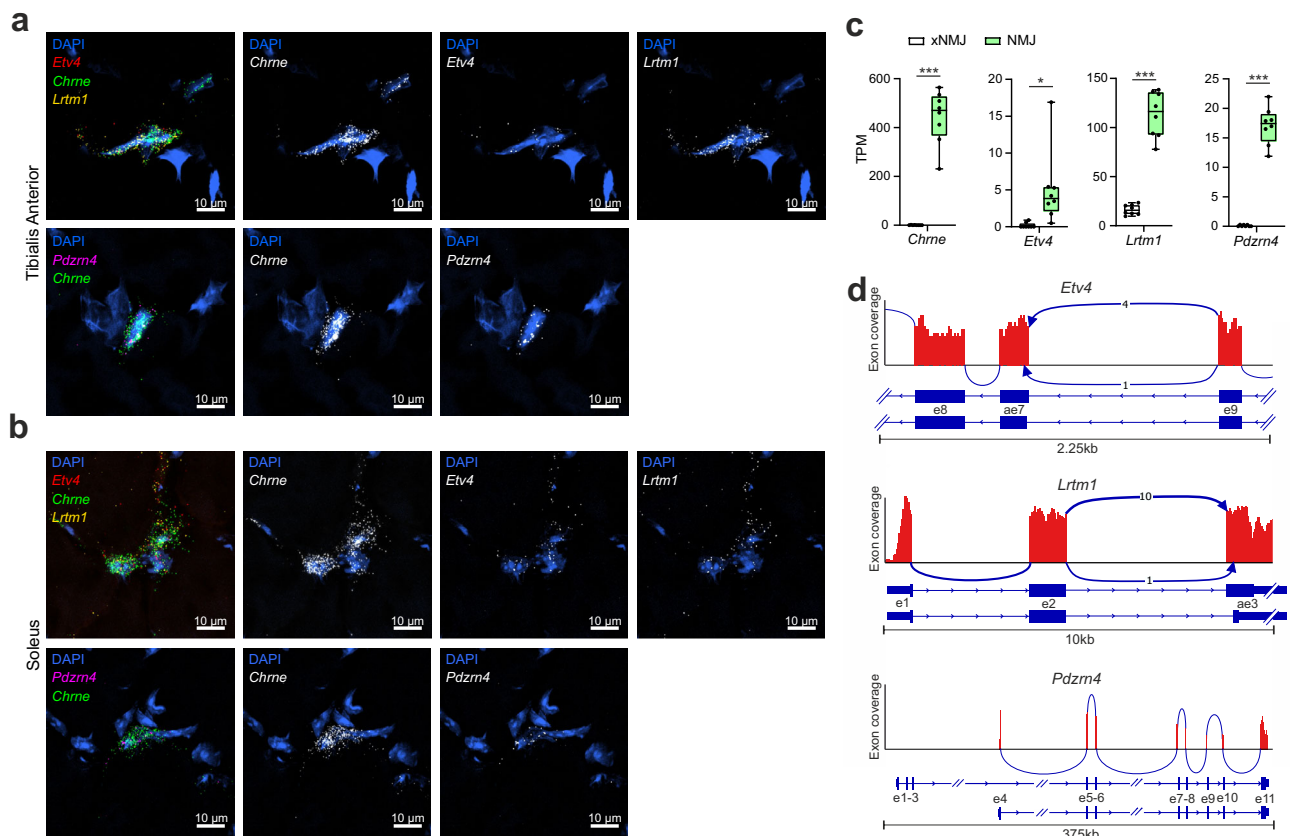 a
Tibialis Anterior
DAPI
Etv4
Chrne
Lrtm1
10 µm
DAPI
Chrne
10 µm
DAPI
Etv4
10 µm
DAPI
Lrtm1
10 µm
DAPI
Pdzrn4
Chrne
10 µm
DAPI
Chrne
10 µm
DAPI
Pdzrn4
10 µm
b
Soleus
DAPI
Etv4
Chrne
Lrtm1
10 µm
DAPI
Chrne
10 µm
DAPI
Etv4
10 µm
DAPI
Lrtm1
10 µm
DAPI
Pdzrn4
Chrne
10 µm
DAPI
Chrne
10 µm
DAPI
Pdzrn4
10 µm
c
xNMJ NMJ
TPM
600
400
200
0
***
Chrne
20
15
10
5
0
*
Etv4
150
100
50
0
***
Lrtm1
25
20
15
10
5
0
***
Pdzrn4
d
Etv4
Exon coverage
4
1
e8 ae7 e9
2.25kb
Lrtm1
Exon coverage
10
1
e1 e2 ae3
10kb
Pdzrn4
Exon coverage
e1-3 e4 e5-6 e7-8 e9 e10 e11
375kb